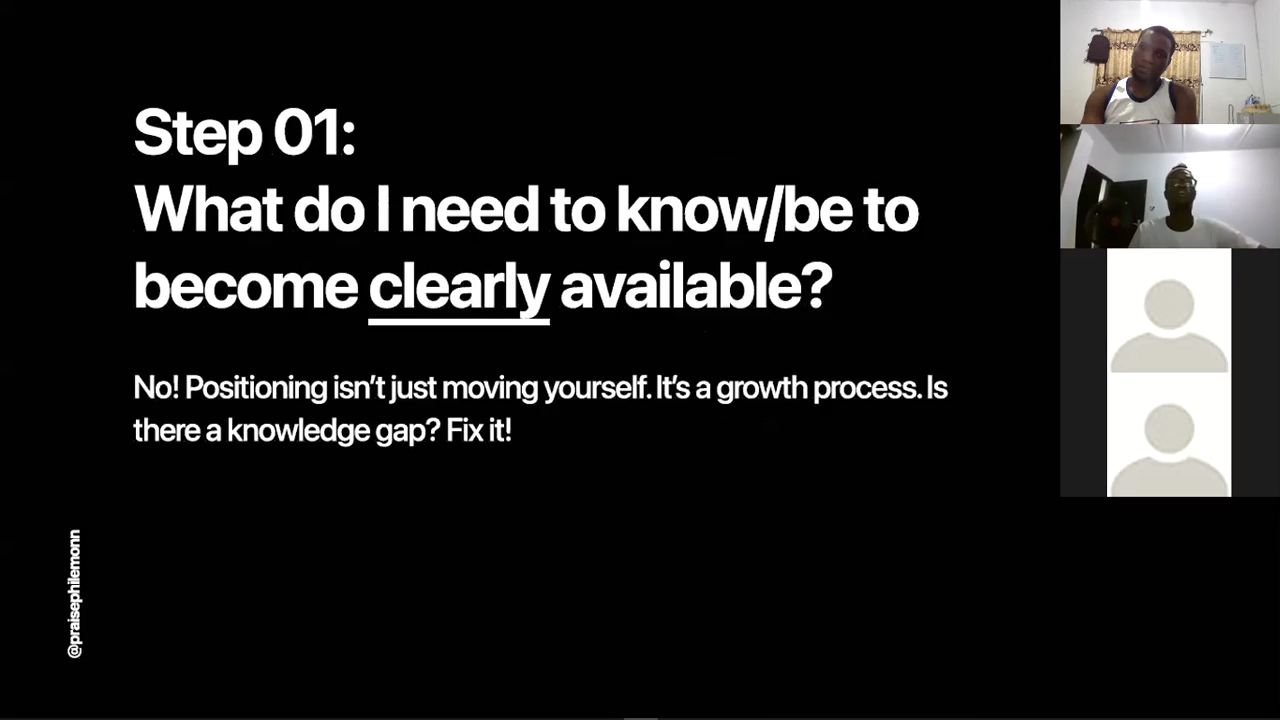 Step 01:
What do I need to know/be to
become clearly available?
No! Positioning isn’t just moving yourself. It’s a growth process. Is
there a knowledge gap? Fix it!
@praisephilemonn